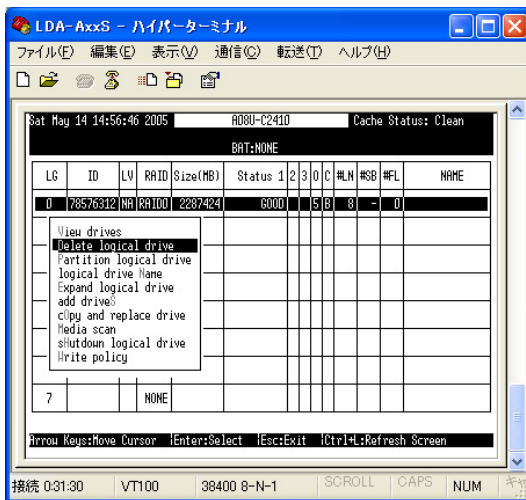 LDA-AxxS - ハイパーターミナル
ファイル(F) 編集(E) 表示(V) 通信(C) 転送(T) ヘルプ(H)
Sat May 14 14:56:46 2005 A08U-C2410 Cache Status: Clean
BAT:NONE
LG ID LV RAID Size(MB) Status 1 2 3 O C #LN #SB #FL NAME
0 78576312 NA RAID0 2287424 GOOD 5 B 8 - 0
View drives
Delete logical drive
Partition logical drive
logical drive Name
Expand logical drive
add driveS
cOpy and replace drive
Media scan
sHutdown logical drive
Write policy
7 NONE
Arrow Keys:Move Cursor |Enter:Select |Esc:Exit |Ctrl+L:Refresh Screen
接続 0:31:30 VT100 38400 8-N-1 SCROLL CAPS NUM